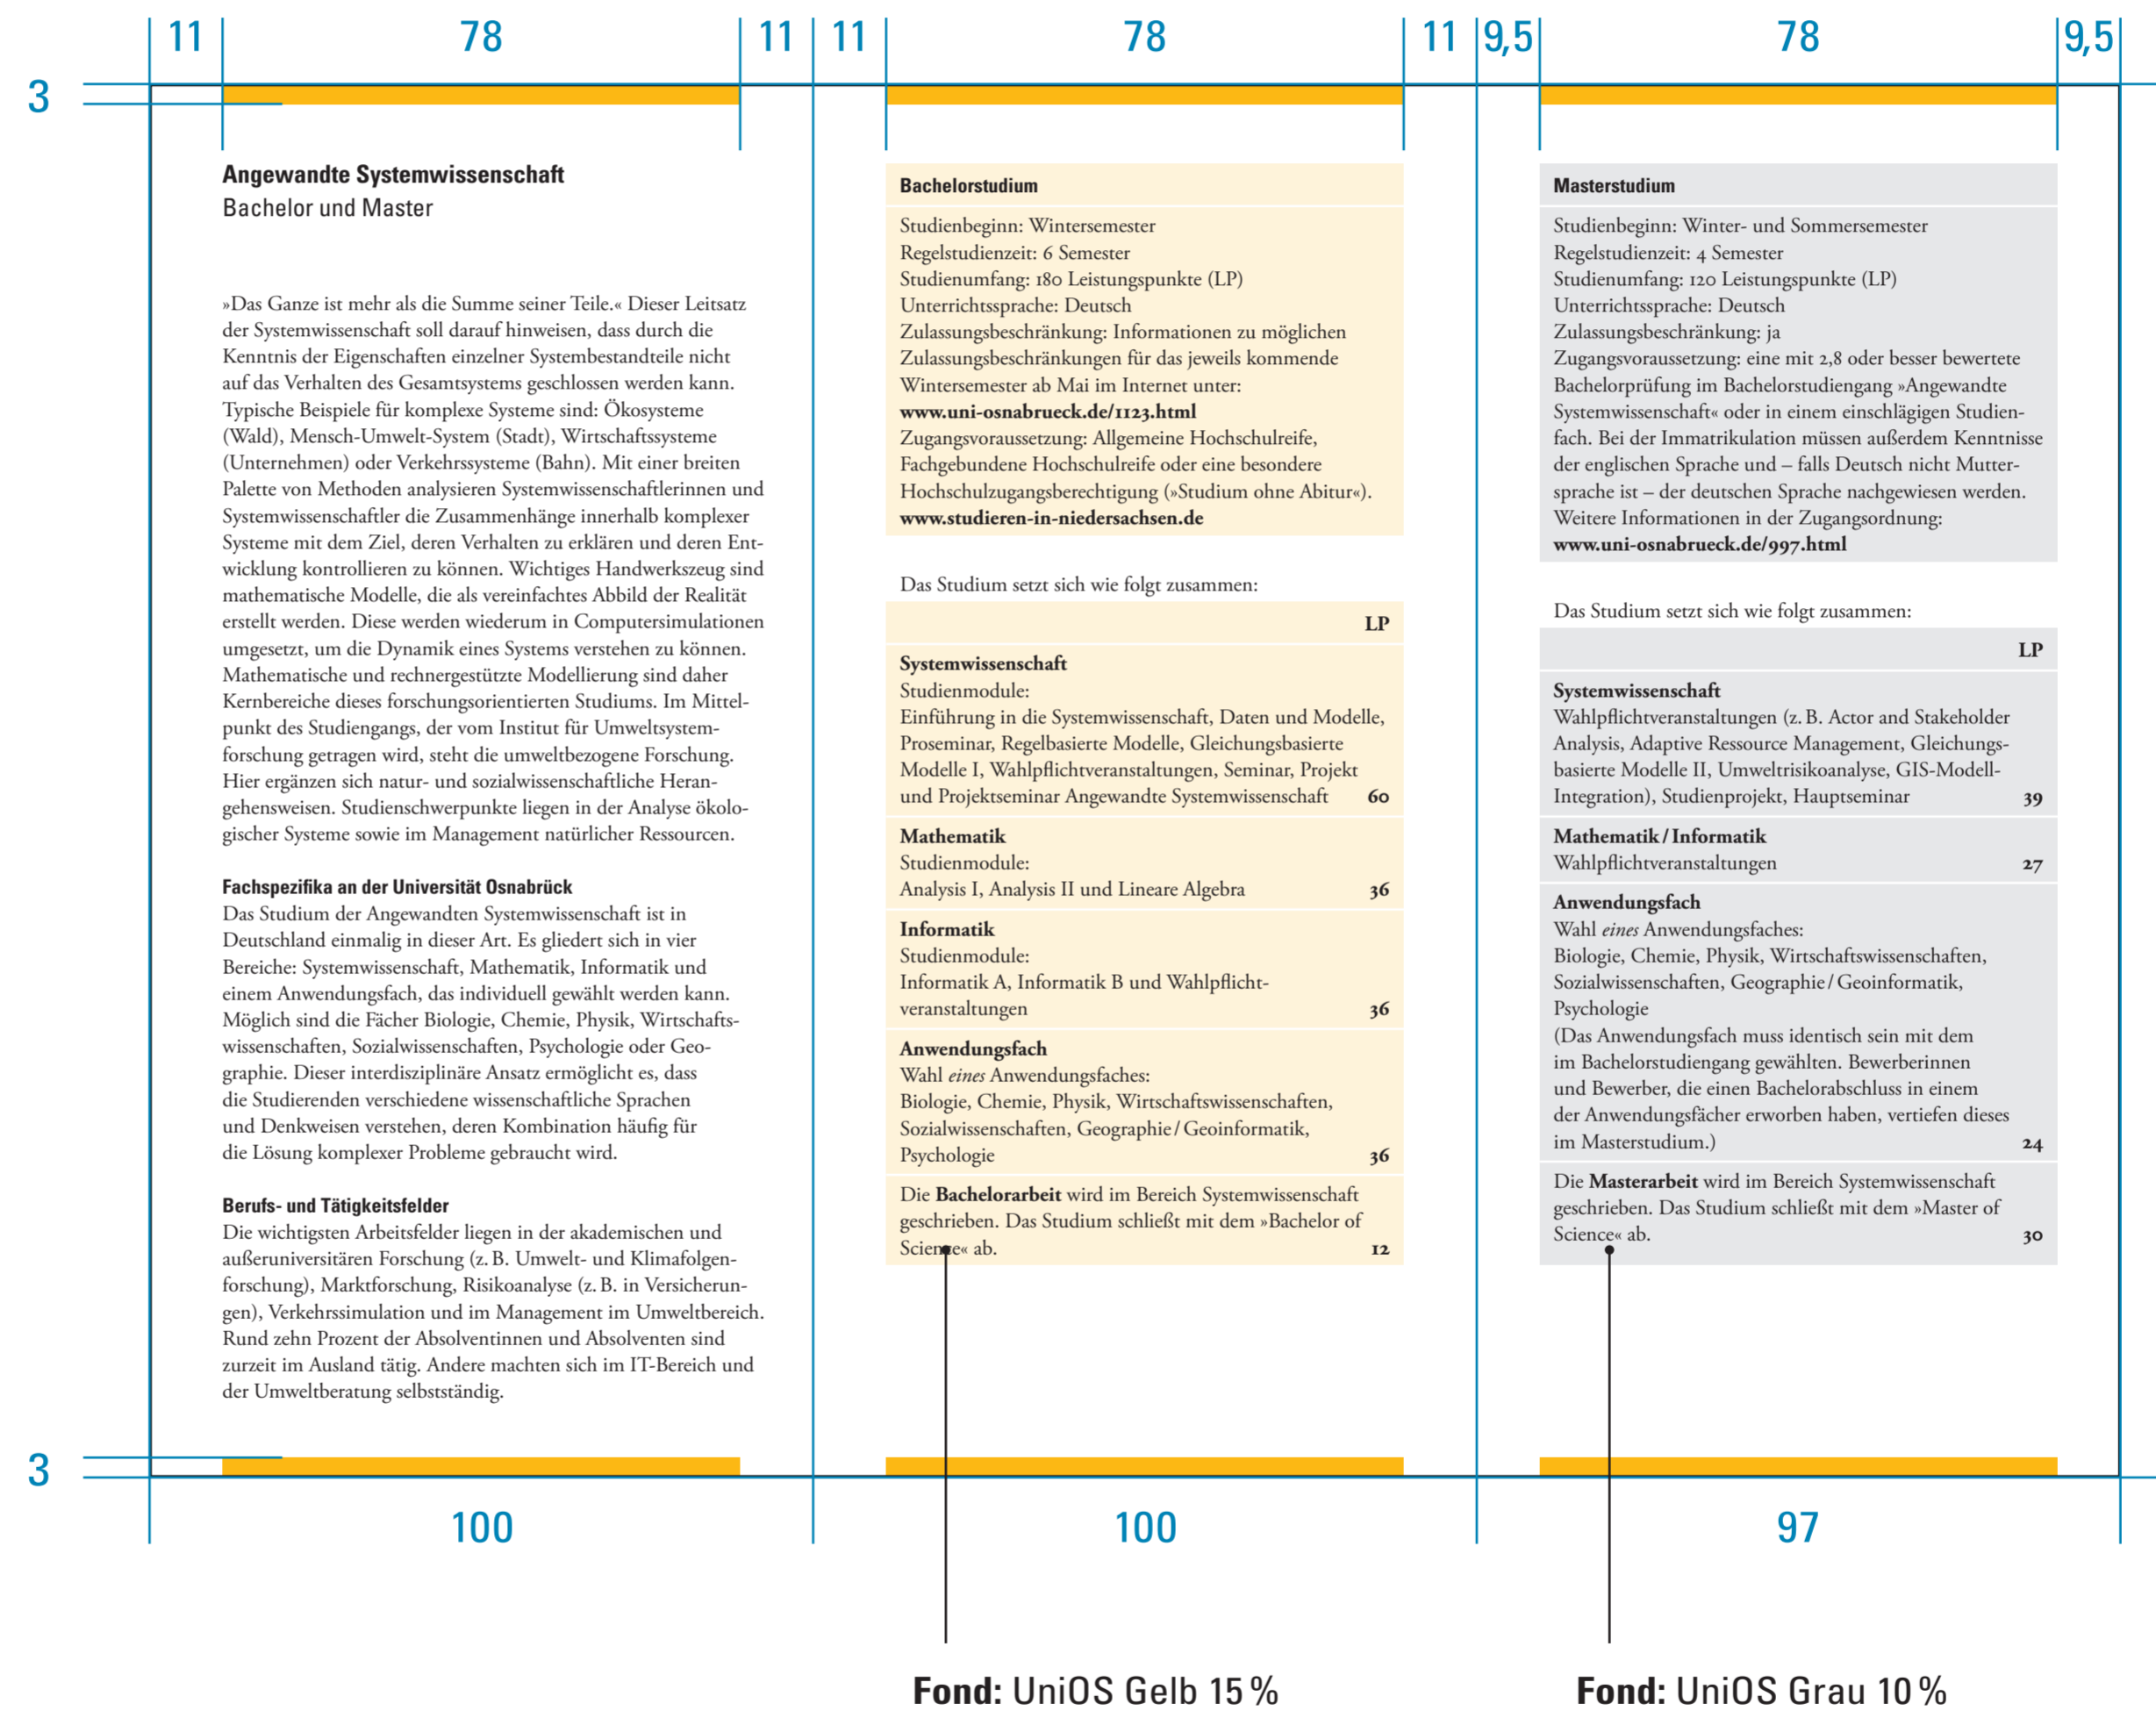 11 78 11 11 78 11 9,5 78 9,5
3
Angewandte Systemwissenschaft
Bachelor und Master
»Das Ganze ist mehr als die Summe seiner Teile.« Dieser Leitsatz
der Systemwissenschaft soll darauf hinweisen, dass durch die
Kenntnis der Eigenschaften einzelner Systembestandteile nicht
auf das Verhalten des Gesamtsystems geschlossen werden kann.
Typische Beispiele für komplexe Systeme sind: Ökosysteme
(Wald), Mensch-Umwelt-System (Stadt), Wirtschaftssysteme
(Unternehmen) oder Verkehrssysteme (Bahn). Mit einer breiten
Palette von Methoden analysieren Systemwissenschaftlerinnen und
Systemwissenschaftler die Zusammenhänge innerhalb komplexer
Systeme mit dem Ziel, deren Verhalten zu erklären und deren Ent-
wicklung kontrollieren zu können. Wichtiges Handwerkszeug sind
mathematische Modelle, die als vereinfachtes Abbild der Realität
erstellt werden. Diese werden wiederum in Computersimulationen
umgesetzt, um die Dynamik eines Systems verstehen zu können.
Mathematische und rechnergestützte Modellierung sind daher
Kernbereiche dieses forschungsorientierten Studiums. Im Mittel-
punkt des Studiengangs, der vom Institut für Umweltsystem-
forschung getragen wird, steht die umweltbezogene Forschung.
Hier ergänzen sich natur- und sozialwissenschaftliche Heran-
gehensweisen. Studienschwerpunkte liegen in der Analyse ökolo-
gischer Systeme sowie im Management natürlicher Ressourcen.
Fachspezifika an der Universität Osnabrück
Das Studium der Angewandten Systemwissenschaft ist in
Deutschland einmalig in dieser Art. Es gliedert sich in vier
Bereiche: Systemwissenschaft, Mathematik, Informatik und
einem Anwendungsfach, das individuell gewählt werden kann.
Möglich sind die Fächer Biologie, Chemie, Physik, Wirtschafts-
wissenschaften, Sozialwissenschaften, Psychologie oder Geo-
graphie. Dieser interdisziplinäre Ansatz ermöglicht es, dass
die Studierenden verschiedene wissenschaftliche Sprachen
und Denkweisen verstehen, deren Kombination häufig für
die Lösung komplexer Probleme gebraucht wird.
Berufs- und Tätigkeitsfelder
Die wichtigsten Arbeitsfelder liegen in der akademischen und
außeruniversitären Forschung (z. B. Umwelt- und Klimafolgen-
forschung), Marktforschung, Risikoanalyse (z. B. in Versicherun-
gen), Verkehrssimulation und im Management im Umweltbereich.
Rund zehn Prozent der Absolventinnen und Absolventen sind
zurzeit im Ausland tätig. Andere machten sich im IT-Bereich und
der Umweltberatung selbstständig.
Bachelorstudium
Studienbeginn: Wintersemester
Regelstudienzeit: 6 Semester
Studienumfang: 180 Leistungspunkte (LP)
Unterrichtssprache: Deutsch
Zulassungsbeschränkung: Informationen zu möglichen
Zulassungsbeschränkungen für das jeweils kommende
Wintersemester ab Mai im Internet unter:
www.uni-osnabrueck.de/1123.html
Zugangsvoraussetzung: Allgemeine Hochschulreife,
Fachgebundene Hochschulreife oder eine besondere
Hochschulzugangsberechtigung (»Studium ohne Abitur«).
www.studieren-in-niedersachsen.de
Das Studium setzt sich wie folgt zusammen:
LP
Systemwissenschaft
Studienmodule:
Einführung in die Systemwissenschaft, Daten und Modelle,
Proseminar, Regelbasierte Modelle, Gleichungsbasierte
Modelle I, Wahlpflichtveranstaltungen, Seminar, Projekt
und Projektseminar Angewandte Systemwissenschaft 60
Mathematik
Studienmodule:
Analysis I, Analysis II und Lineare Algebra 36
Informatik
Studienmodule:
Informatik A, Informatik B und Wahlpflicht-
veranstaltungen 36
Anwendungsfach
Wahl eines Anwendungsfaches:
Biologie, Chemie, Physik, Wirtschaftswissenschaften,
Sozialwissenschaften, Geographie / Geoinformatik,
Psychologie 36
Die Bachelorarbeit wird im Bereich Systemwissenschaft
geschrieben. Das Studium schließt mit dem »Bachelor of
Science« ab. 12
Masterstudium
Studienbeginn: Winter- und Sommersemester
Regelstudienzeit: 4 Semester
Studienumfang: 120 Leistungspunkte (LP)
Unterrichtssprache: Deutsch
Zulassungsbeschränkung: ja
Zugangsvoraussetzung: eine mit 2,8 oder besser bewertete
Bachelorprüfung im Bachelorstudiengang »Angewandte
Systemwissenschaft« oder in einem einschlägigen Studien-
fach. Bei der Immatrikulation müssen außerdem Kenntnisse
der englischen Sprache und – falls Deutsch nicht Mutter-
sprache ist – der deutschen Sprache nachgewiesen werden.
Weitere Informationen in der Zugangsordnung:
www.uni-osnabrueck.de/997.html
Das Studium setzt sich wie folgt zusammen:
LP
Systemwissenschaft
Wahlpflichtveranstaltungen (z. B. Actor and Stakeholder
Analysis, Adaptive Ressource Management, Gleichungs-
basierte Modelle II, Umweltrisikoanalyse, GIS-Modell-
Integration), Studienprojekt, Hauptseminar 39
Mathematik / Informatik
Wahlpflichtveranstaltungen 27
Anwendungsfach
Wahl eines Anwendungsfaches:
Biologie, Chemie, Physik, Wirtschaftswissenschaften,
Sozialwissenschaften, Geographie / Geoinformatik,
Psychologie
(Das Anwendungsfach muss identisch sein mit dem
im Bachelorstudiengang gewählten. Bewerberinnen
und Bewerber, die einen Bachelorabschluss in einem
der Anwendungsfächer erworben haben, vertiefen dieses
im Masterstudium.) 24
Die Masterarbeit wird im Bereich Systemwissenschaft
geschrieben. Das Studium schließt mit dem »Master of
Science« ab. 30
3
100 100 97
Fond: UniOS Gelb 15 %
Fond: UniOS Grau 10 %